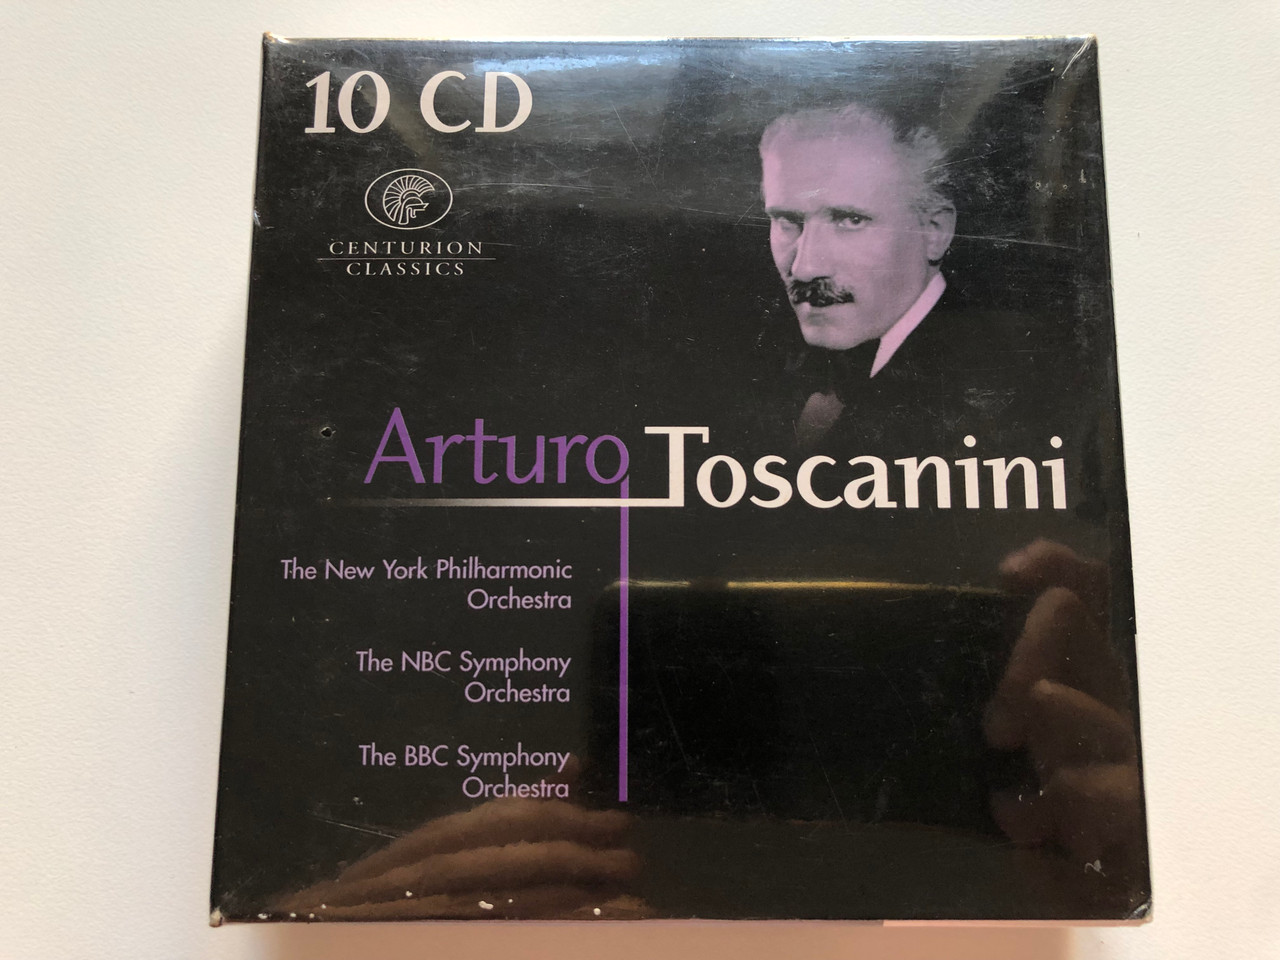 10 CD
CENTURION
CLASSICS
Arturo Toscanini
The New York Philharmonic
Orchestra
The NBC Symphony
Orchestra
The BBC Symphony
Orchestra